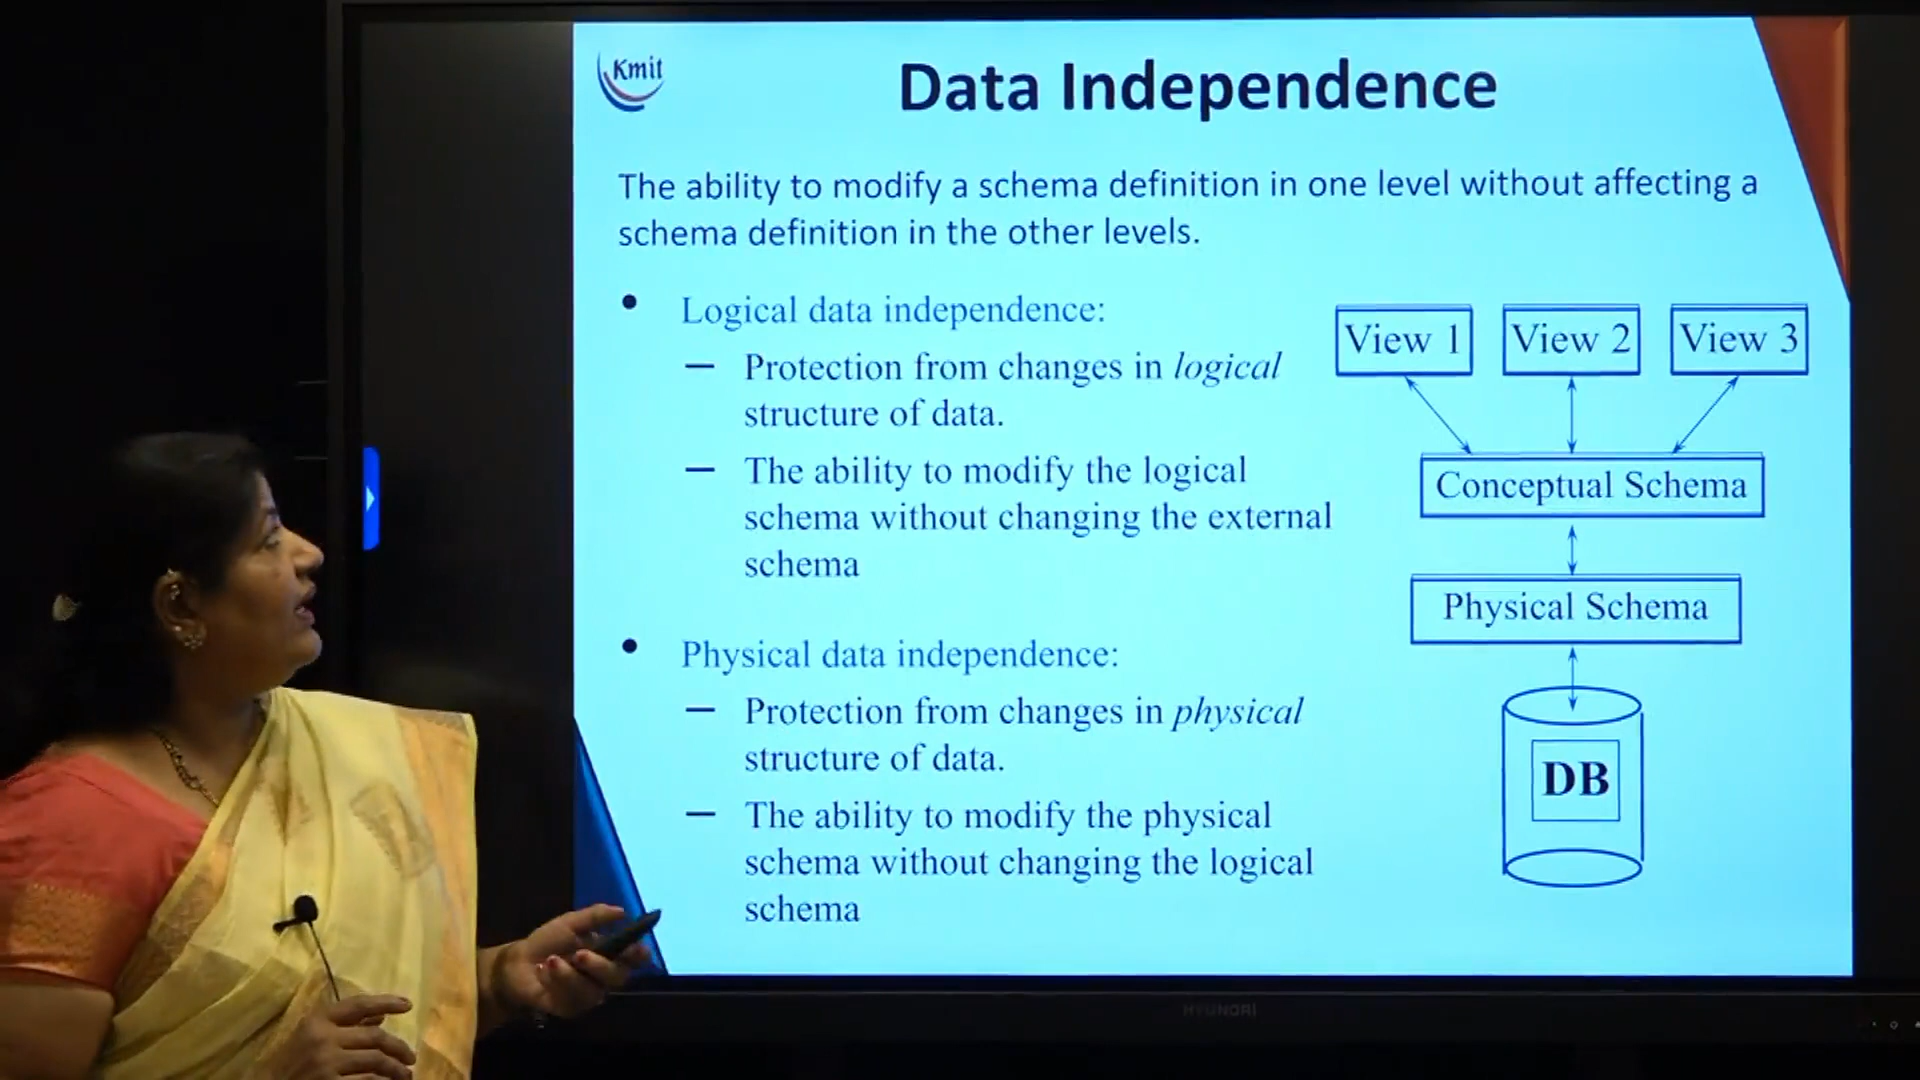 Kmit
Data Independence
The ability to modify a schema definition in one level without affecting a
schema definition in the other levels.
• Logical data independence:
— Protection from changes in logical
structure of data.
— The ability to modify the logical
schema without changing the external
schema
• Physical data independence:
— Protection from changes in physical
structure of data.
— The ability to modify the physical
schema without changing the logical
schema
View 1 View 2 View 3
Conceptual Schema
Physical Schema
DB
HYUNDAI